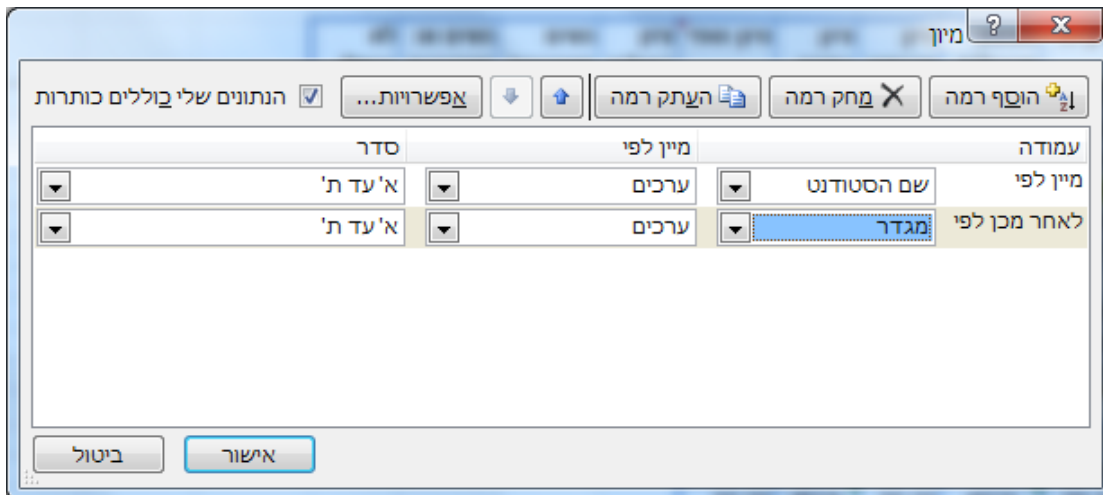 מיון
הוסף רמה מחק רמה העתק רמה אפשרויות... הנתונים שלי כוללים כותרות
עמודה מיין לפי סדר
מיין לפי שם הסטודנט ערכים א' עד ת'
לאחר מכן לפי מגדר ערכים א' עד ת'
אישור ביטול